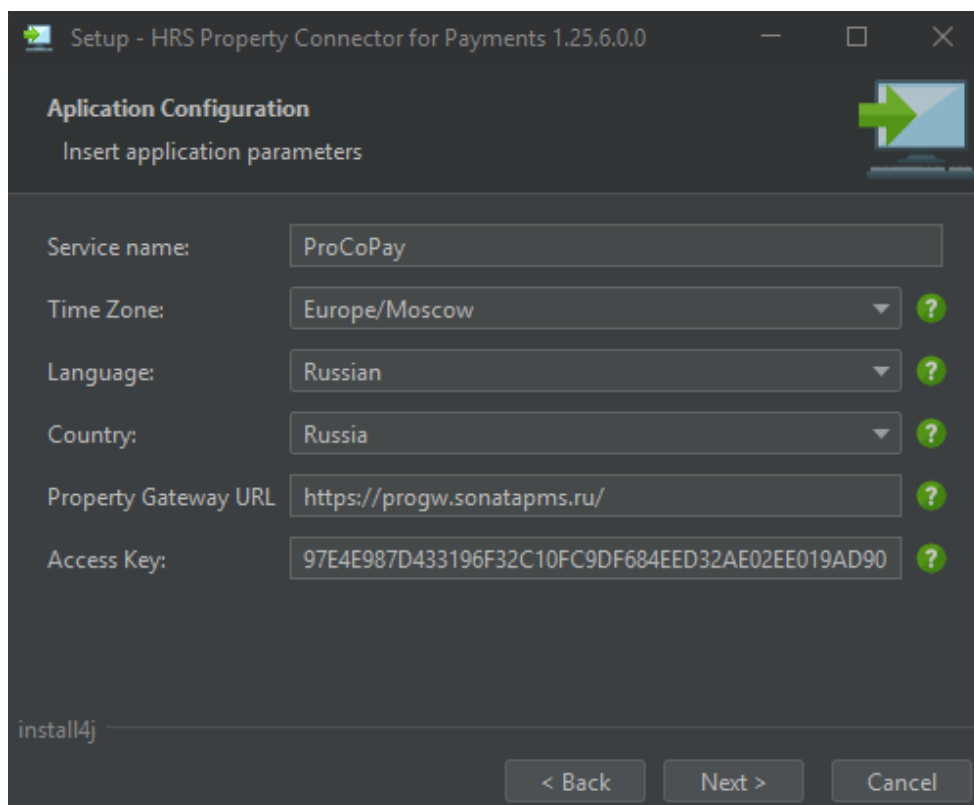 Setup - HRS Property Connector for Payments 1.25.6.0.0
Aplication Configuration
Insert application parameters
Service name: ProCoPay
Time Zone: Europe/Moscow ?
Language: Russian ?
Country: Russia ?
Property Gateway URL https://progw.sonatapms.ru/ ?
Access Key: 97E4E987D433196F32C10FC9DF684EED32AE02EE019AD90 ?
install4j
< Back Next > Cancel